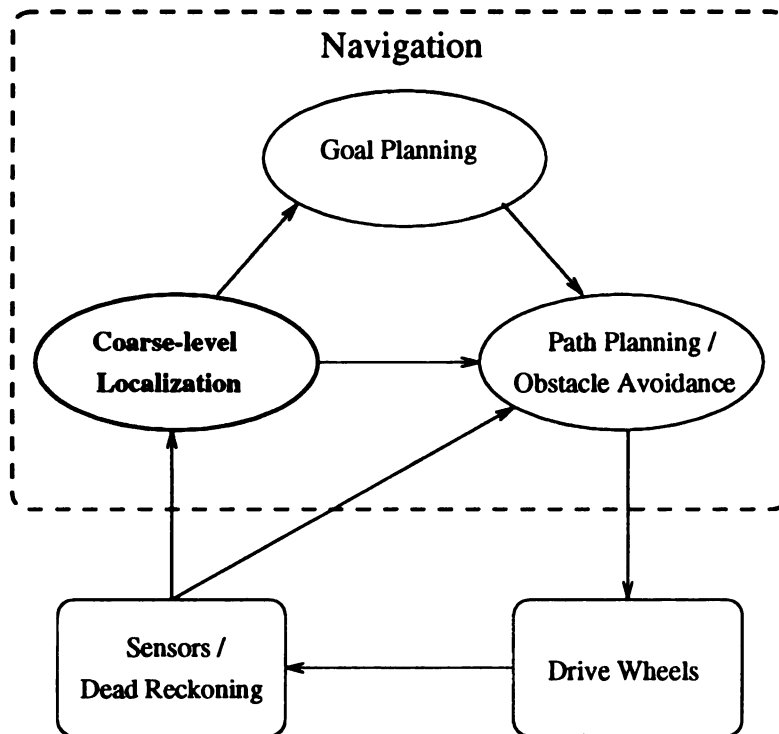 Navigation
Goal Planning
Coarse-level
Localization
Path Planning /
Obstacle Avoidance
Sensors /
Dead Reckoning
Drive Wheels